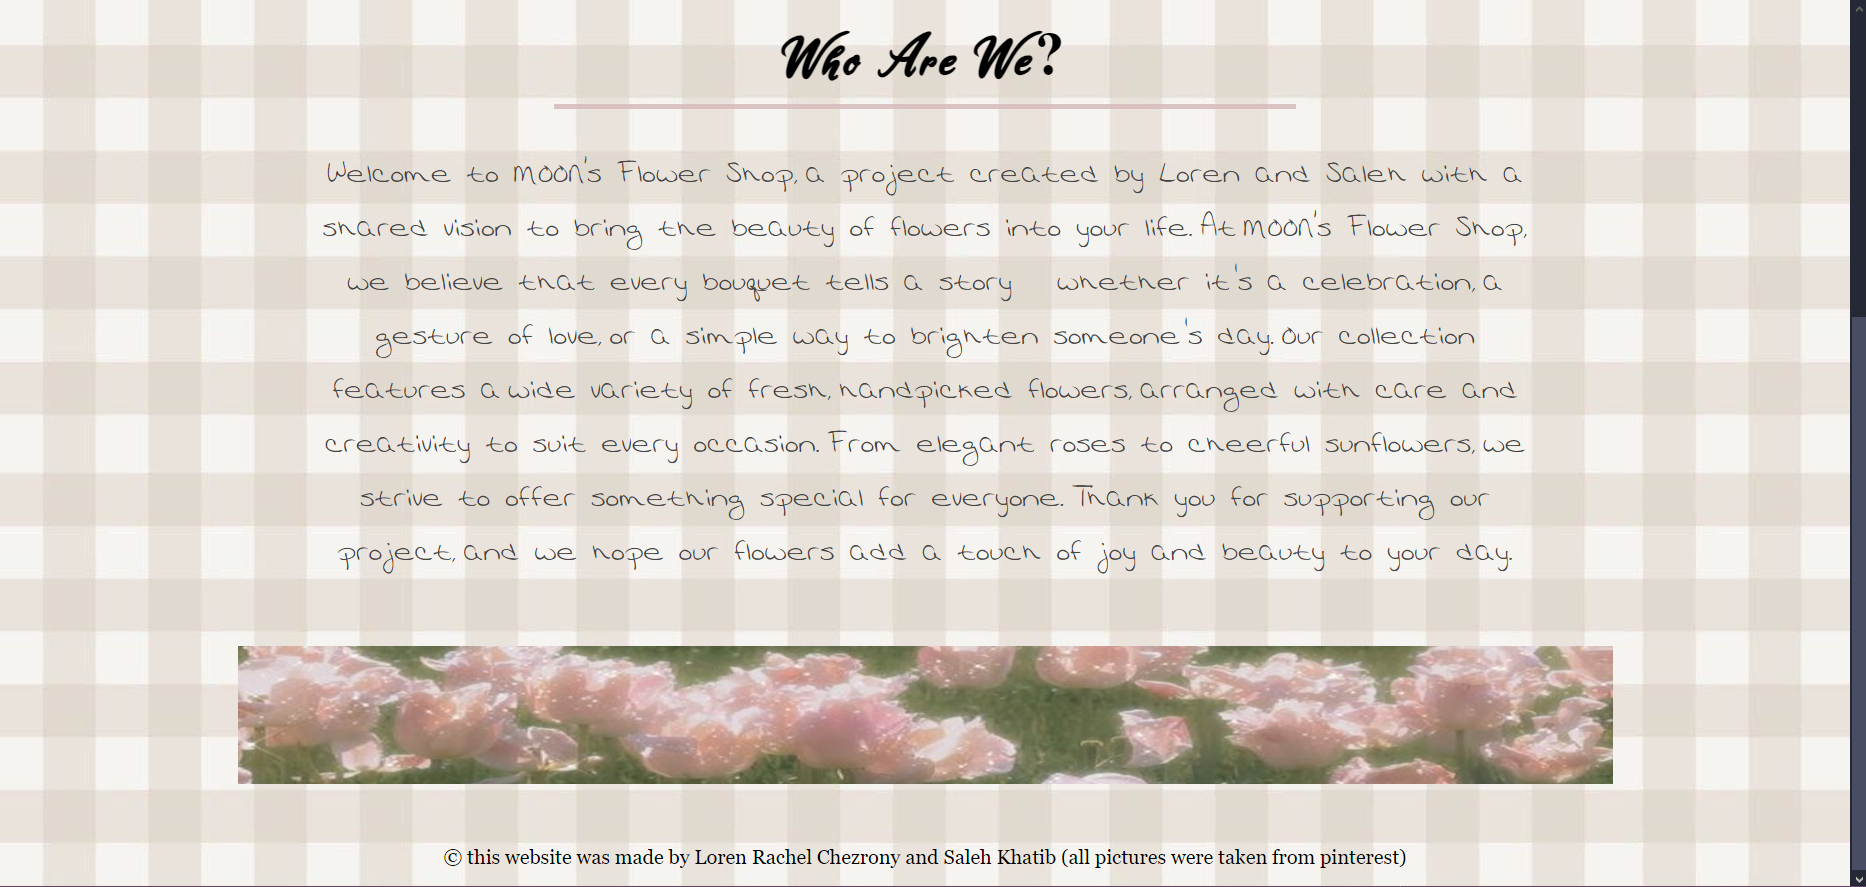 Who Are We?
Welcome to MOON's Flower Shop, a project created by Loren and Saleh with a
shared vision to bring the beauty of flowers into your life. At MOON's Flower Shop,
we believe that every bouquet tells a story whether it's a celebration, a
gesture of love, or a simple way to brighten someone's day. Our collection
features a wide variety of fresh, handpicked flowers, arranged with care and
creativity to suit every occasion. From elegant roses to cheerful sunflowers, we
strive to offer something special for everyone. Thank you for supporting our
project, and we hope our flowers add a touch of joy and beauty to your day.
© this website was made by Loren Rachel Chezrony and Saleh Khatib (all pictures were taken from pinterest)